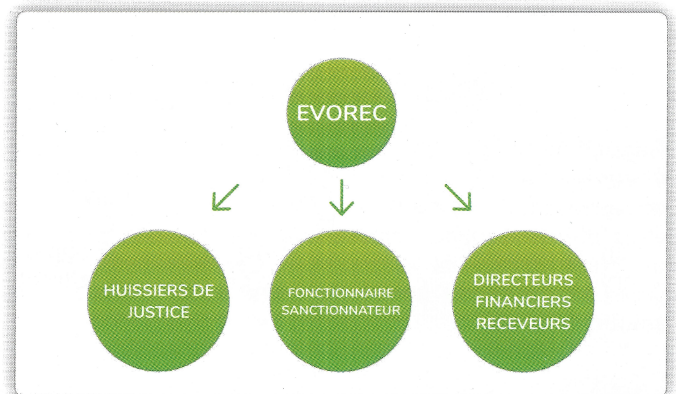 EVOREC
HUISSIERS DE
JUSTICE
FONCTIONNAIRE
SANCTIONNATEUR
DIRECTEURS
FINANCIERS
RECEVEURS